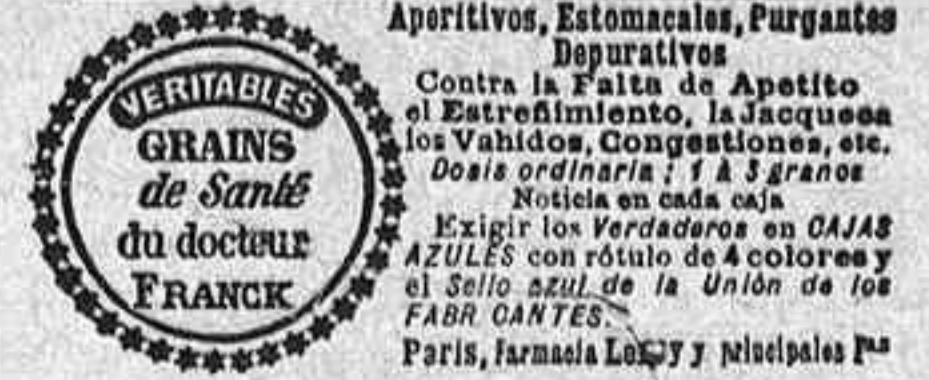 VERITABLES
GRAINS
de Santé
du docteur
FRANCK
Aperitivos, Estomacales, Purgantes
Depurativos
Contra la Falta de Apetito
el Estreñimiento, la Jacqueca
los Vahidos, Congestiones, etc.
Dosis ordinaria : 1 à 3 granos
Noticia en cada caja
Exigir los Verdaderos en CAJAS
AZULES con rótulo de 4 colores y
el Sello azul de la Unión de los
FABR CANTES.
Paris, Farmacia y principales Pas